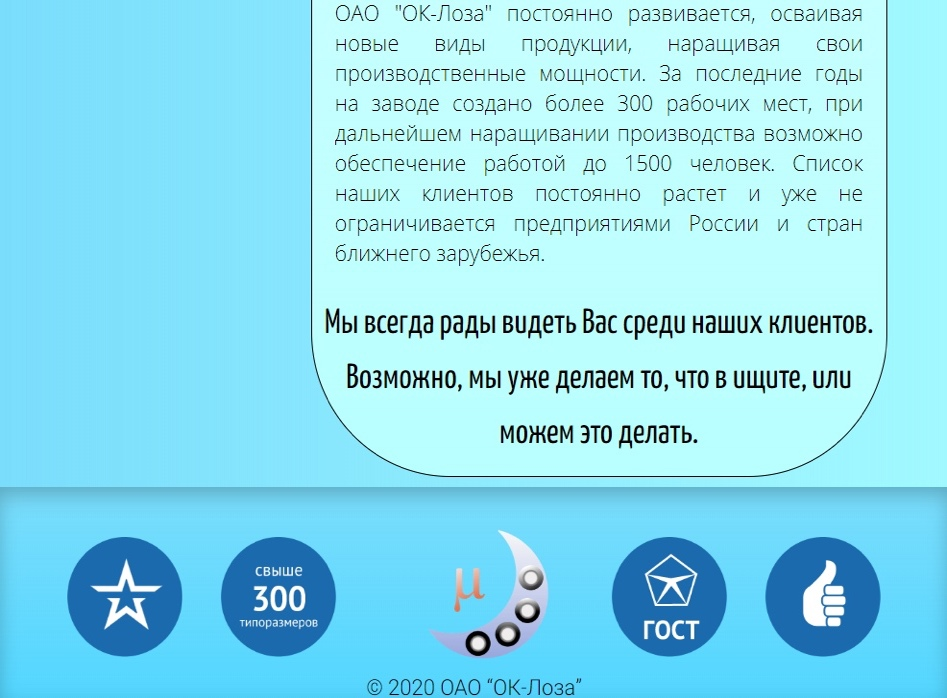 ОАО "ОК-Лоза" постоянно развивается, осваивая
новые виды продукции, наращивая свои
производственные мощности. За последние годы
на заводе создано более 300 рабочих мест, при
дальнейшем наращивании производства возможно
обеспечение работой до 1500 человек. Список
наших клиентов постоянно растет и уже не
ограничивается предприятиями России и стран
ближнего зарубежья.
Мы всегда рады видеть Вас среди наших клиентов.
Возможно, мы уже делаем то, что в ищите, или
можем это делать.
свыше
300
типоразмеров
μ
ГОСТ
© 2020 ОАО “ОК-Лоза”